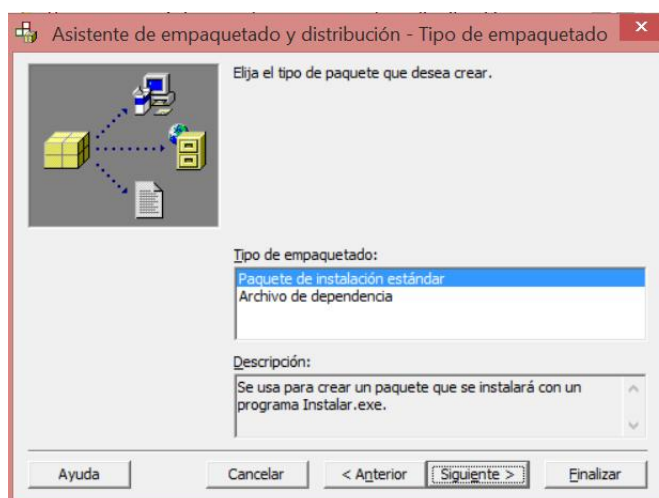 Asistente de empaquetado y distribución - Tipo de empaquetado
Elija el tipo de paquete que desea crear.
Tipo de empaquetado:
Paquete de instalación estándar
Archivo de dependencia
Descripción:
Se usa para crear un paquete que se instalará con un
programa Instalar.exe.
Ayuda
Cancelar
< Anterior
Siguiente >
Finalizar